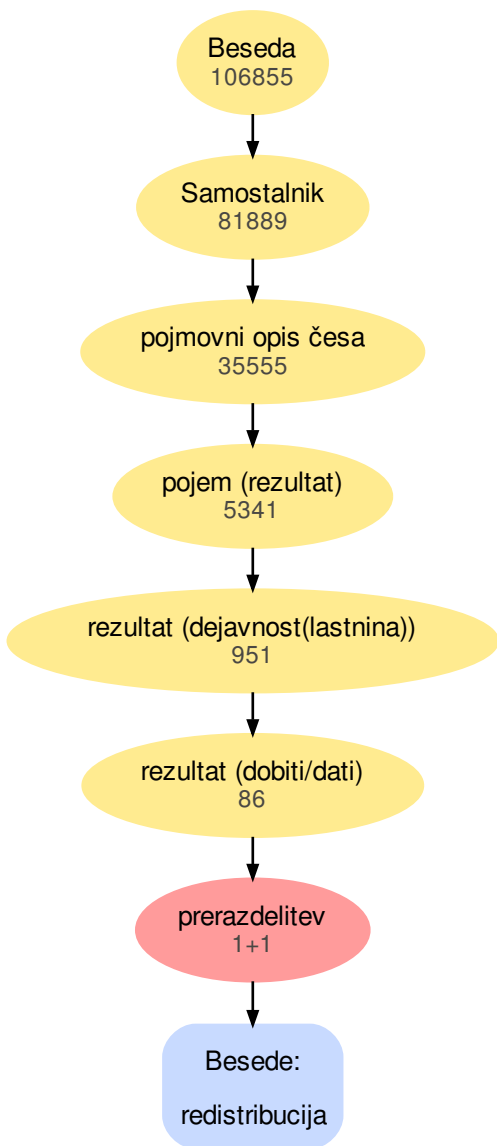 Beseda
106855
Samostalnik
81889
pojmovni opis česa
35555
pojem (rezultat)
5341
rezultat (dejavnost(lastnina))
951
rezultat (dobiti/dati)
86
prerazdelitev
1+1
Besede:
redistribucija